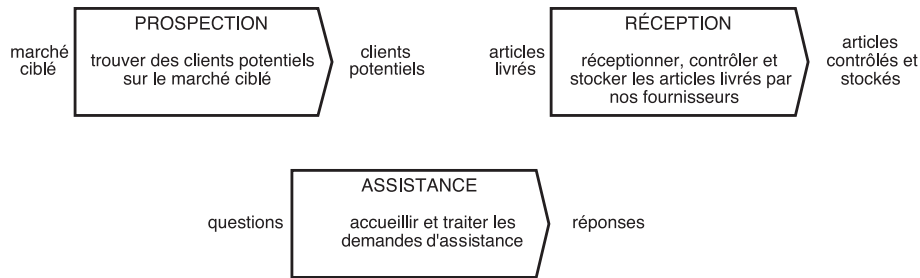 PROSPECTION
marché
ciblé
trouver des clients potentiels
sur le marché ciblé
clients
potentiels
RÉCEPTION
articles
livrés
réceptionner, contrôler et
stocker les articles livrés par
nos fournisseurs
articles
contrôlés et
stockés
ASSISTANCE
questions
accueillir et traiter les
demandes d'assistance
réponses